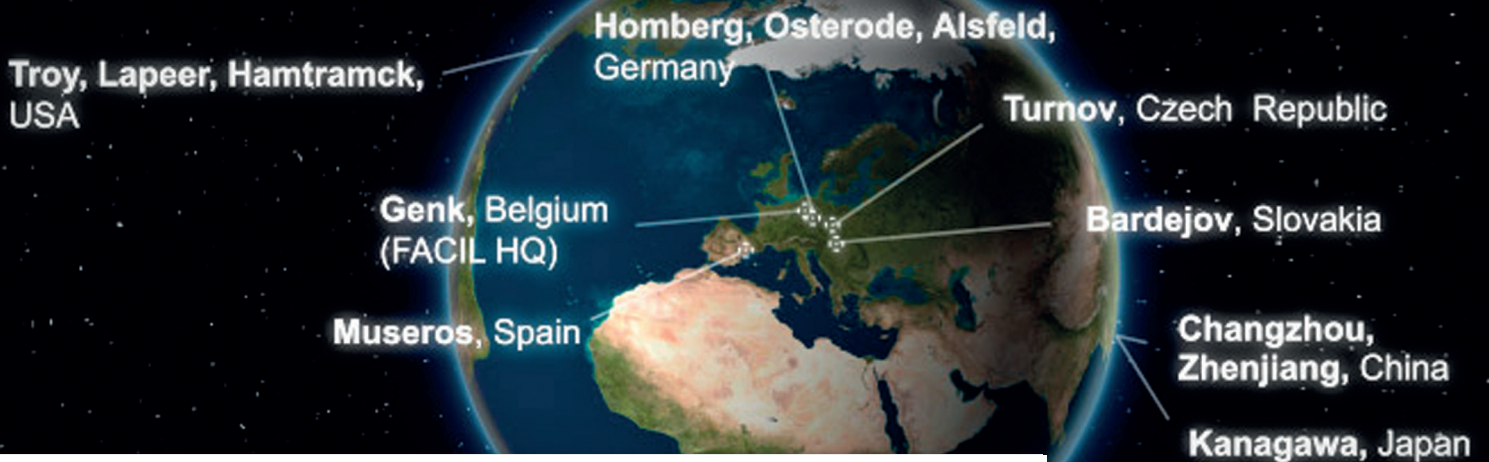 Homberg, Osterode, Alsfeld,
Germany
Troy, Lapeer, Hamtramck,
USA
Turnov, Czech Republic
Genk, Belgium
(FACIL HQ)
Bardejov, Slovakia
Museros, Spain
Changzhou,
Zhenjiang, China
Kanagawa, Japan